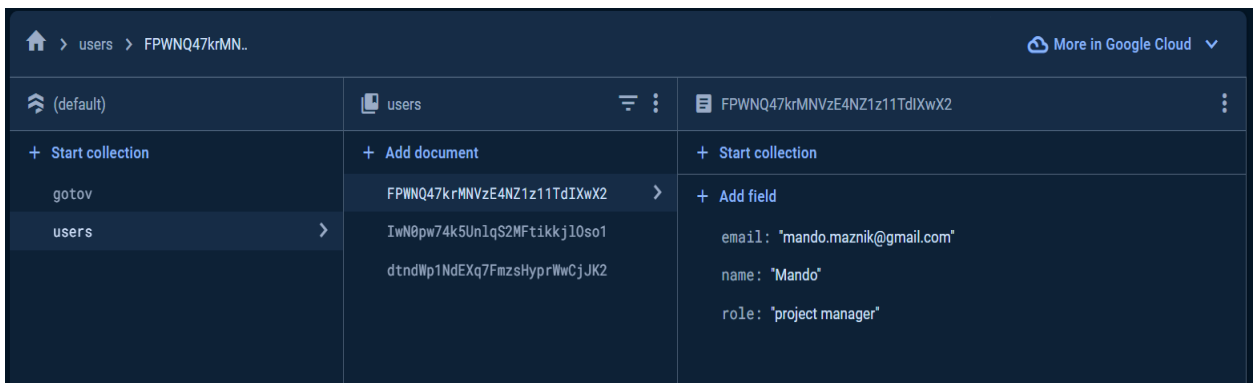 users > FPWNQ47krMN..
More in Google Cloud
(default)
+ Start collection
gotov
users
users
+ Add document
FPWNQ47krMNVzE4NZ1z11TdIXwX2
IwN0pw74k5UnlqS2MFtikkjlOso1
dtndWp1NdEXq7FmzsHyprWwCjJK2
FPWNQ47krMNVzE4NZ1z11TdIXwX2
+ Start collection
+ Add field
email: "mando.maznik@gmail.com"
name: "Mando"
role: "project manager"